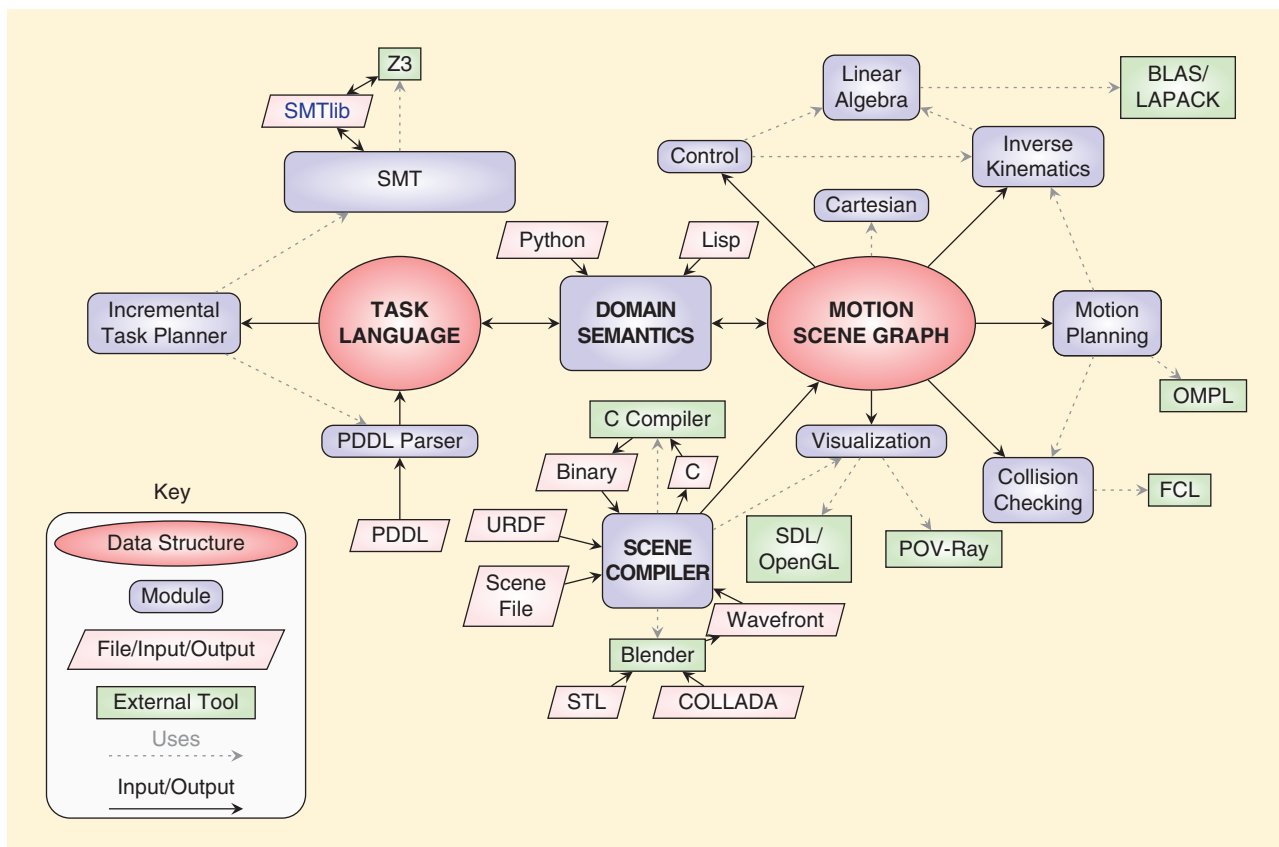 Z3
SMTlib
SMT
Linear
Algebra
BLAS/
LAPACK
Control
Inverse
Kinematics
Cartesian
Python
Lisp
Incremental
Task Planner
TASK
LANGUAGE
DOMAIN
SEMANTICS
MOTION
SCENE GRAPH
Motion
Planning
OMPL
PDDL Parser
C Compiler
Visualization
Binary
C
Collision
Checking
FCL
PDDL
URDF
SCENE
COMPILER
SDL/
OpenGL
POV-Ray
Scene
File
Wavefront
Blender
STL
COLLADA
Key
Data Structure
Module
File/Input/Output
External Tool
Uses
Input/Output